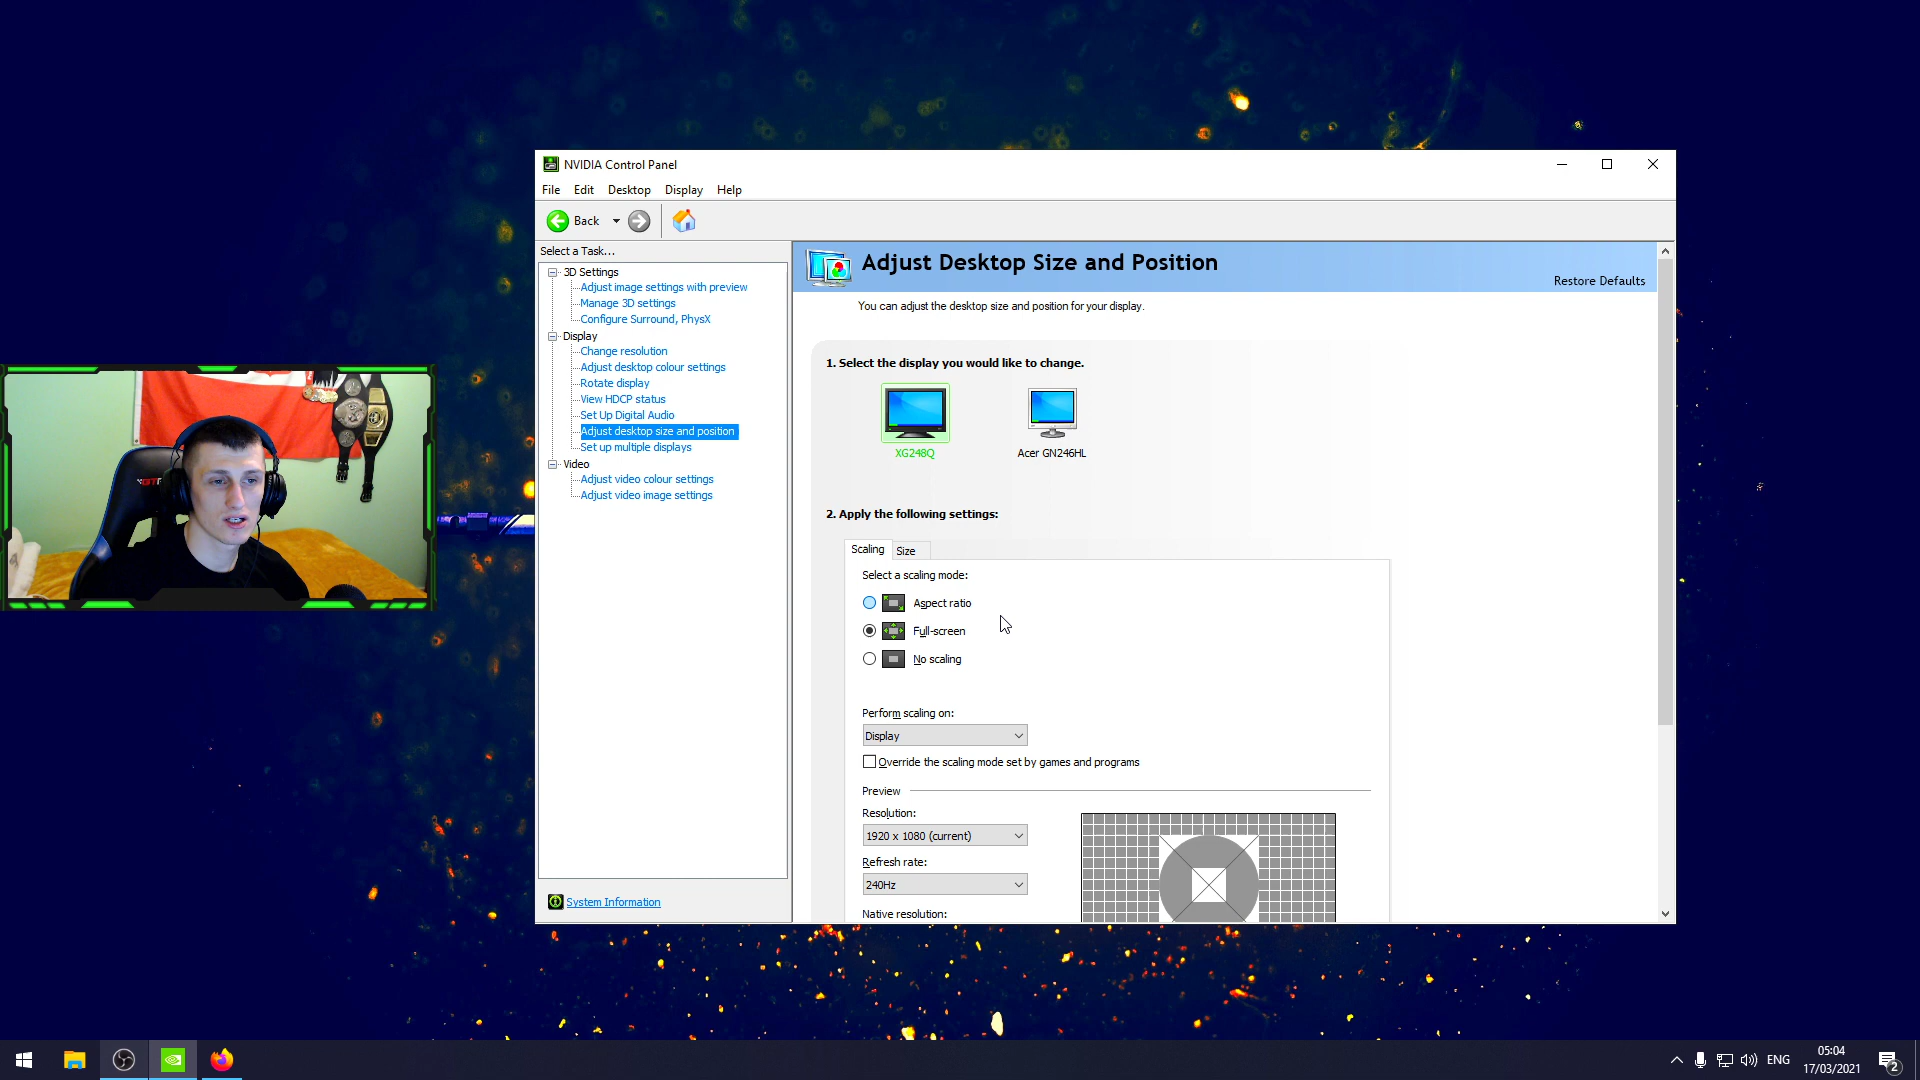 NVIDIA Control Panel
File Edit Desktop Display Help
Back
Select a Task...
3D Settings
Adjust image settings with preview
Manage 3D settings
Configure Surround, PhysX
Display
Change resolution
Adjust desktop colour settings
Rotate display
View HDCP status
Set Up Digital Audio
Adjust desktop size and position
Set up multiple displays
Video
Adjust video colour settings
Adjust video image settings
System Information
Adjust Desktop Size and Position
Restore Defaults
You can adjust the desktop size and position for your display.
1. Select the display you would like to change.
XG248Q
Acer GN246HL
2. Apply the following settings:
Scaling Size
Select a scaling mode:
Aspect ratio
Full-screen
No scaling
Perform scaling on:
Display
Override the scaling mode set by games and programs
Preview
Resolution:
1920 x 1080 (current)
Refresh rate:
240Hz
Native resolution:
ENG
05:04
17/03/2021
2